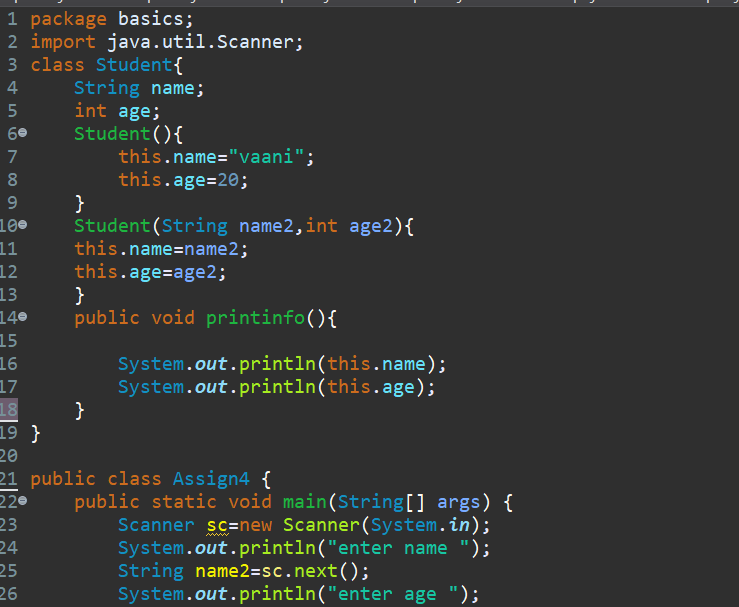 1 package basics;
2 import java.util.Scanner;
3 class Student{
4     String name;
5     int age;
6     Student(){
7         this.name="vaani";
8         this.age=20;
9     }
10     Student(String name2,int age2){
11     this.name=name2;
12     this.age=age2;
13     }
14     public void printinfo(){
15
16         System.out.println(this.name);
17         System.out.println(this.age);
18     }
19 }
20
21 public class Assign4 {
22     public static void main(String[] args) {
23         Scanner sc=new Scanner(System.in);
24         System.out.println("enter name ");
25         String name2=sc.next();
26         System.out.println("enter age ");